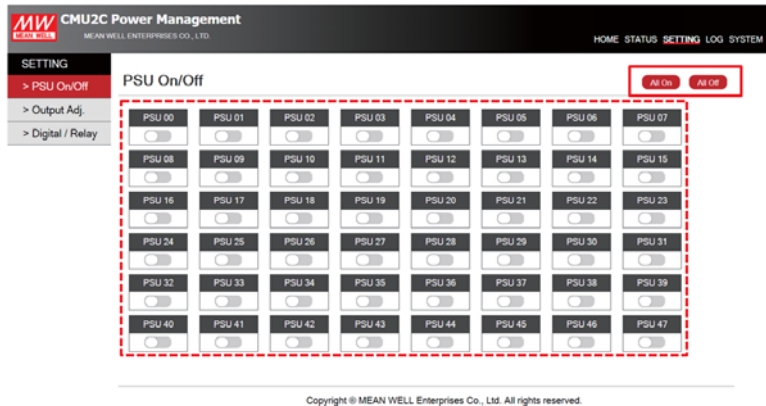 MW
MEAN WELL
CMU2C Power Management
MEAN WELL ENTERPRISES CO., LTD.
HOME STATUS SETTING LOG SYSTEM
SETTING
> PSU On/Off
> Output Adj.
> Digital / Relay
PSU On/Off
All On All Off
PSU 00 PSU 01 PSU 02 PSU 03 PSU 04 PSU 05 PSU 06 PSU 07
PSU 08 PSU 09 PSU 10 PSU 11 PSU 12 PSU 13 PSU 14 PSU 15
PSU 16 PSU 17 PSU 18 PSU 19 PSU 20 PSU 21 PSU 22 PSU 23
PSU 24 PSU 25 PSU 26 PSU 27 PSU 28 PSU 29 PSU 30 PSU 31
PSU 32 PSU 33 PSU 34 PSU 35 PSU 36 PSU 37 PSU 38 PSU 39
PSU 40 PSU 41 PSU 42 PSU 43 PSU 44 PSU 45 PSU 46 PSU 47
Copyright ® MEAN WELL Enterprises Co., Ltd. All rights reserved.